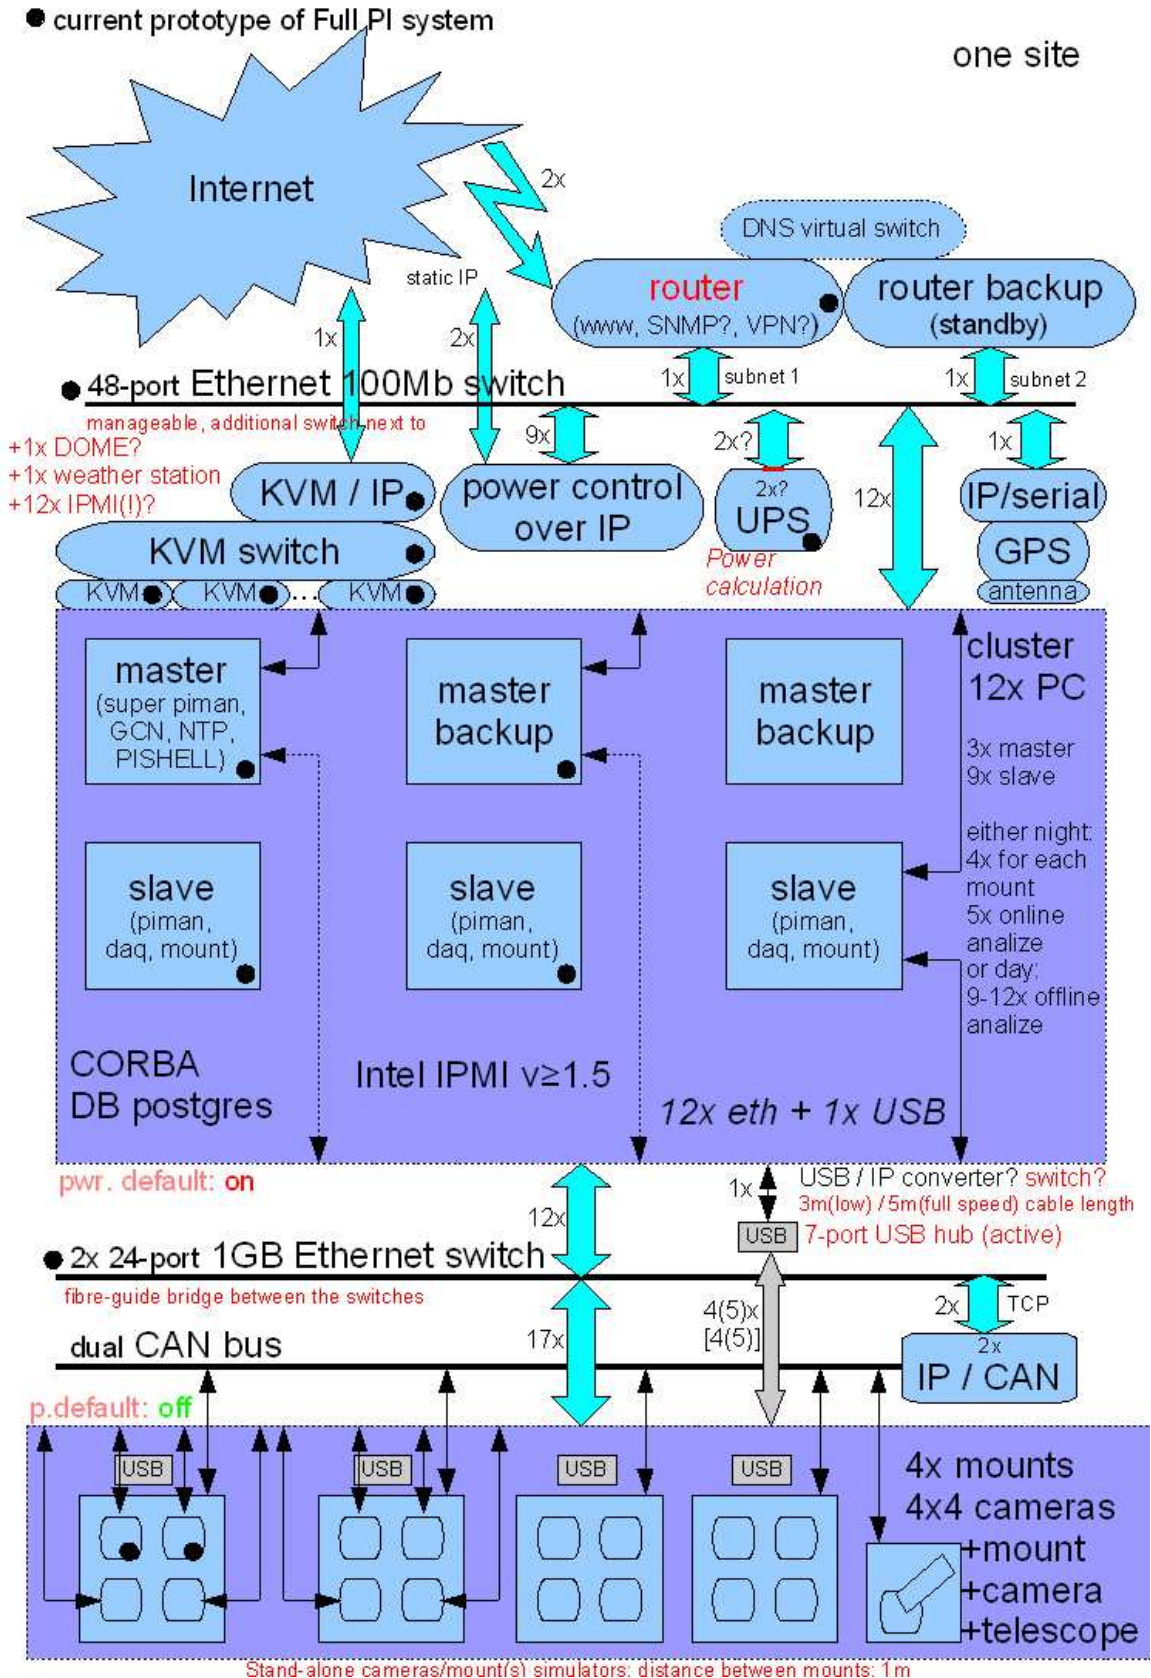 current prototype of Full PI system
one site
Internet
2x
DNS virtual switch
static IP
router
(www, SNMP?, VPN?)
router backup
(standby)
1x
2x
1x
subnet 1
1x
subnet 2
48-port Ethernet 100Mb switch
manageable, additional switch next to
+1x DOME?
+1x weather station
+12x IPMI(!)?
9x
2x?
12x
1x
KVM / IP
power control
over IP
2x?
UPS
Power
calculation
IP/serial
GPS
antenna
KVM switch
KVM
KVM
...
KVM
master
(super piman,
GCN, NTP,
PISHELL)
master
backup
master
backup
cluster
12x PC
3x master
9x slave
either night:
4x for each
mount
5x online
analize
or day:
9-12x offline
analize
slave
(piman,
daq, mount)
slave
(piman,
daq, mount)
slave
(piman,
daq, mount)
CORBA
DB postgres
Intel IPMI v≥1.5
12x eth + 1x USB
pwr. default: on
12x
1x
USB / IP converter? switch?
3m(low) / 5m(full speed) cable length
USB
7-port USB hub (active)
2x 24-port 1GB Ethernet switch
fibre-guide bridge between the switches
17x
4(5)x
[4(5)]
2x
TCP
dual CAN bus
2x
IP / CAN
p.default: off
USB
USB
USB
USB
4x mounts
4x4 cameras
+mount
+camera
+telescope
Stand-alone cameras/mount(s) simulators; distance between mounts: 1m